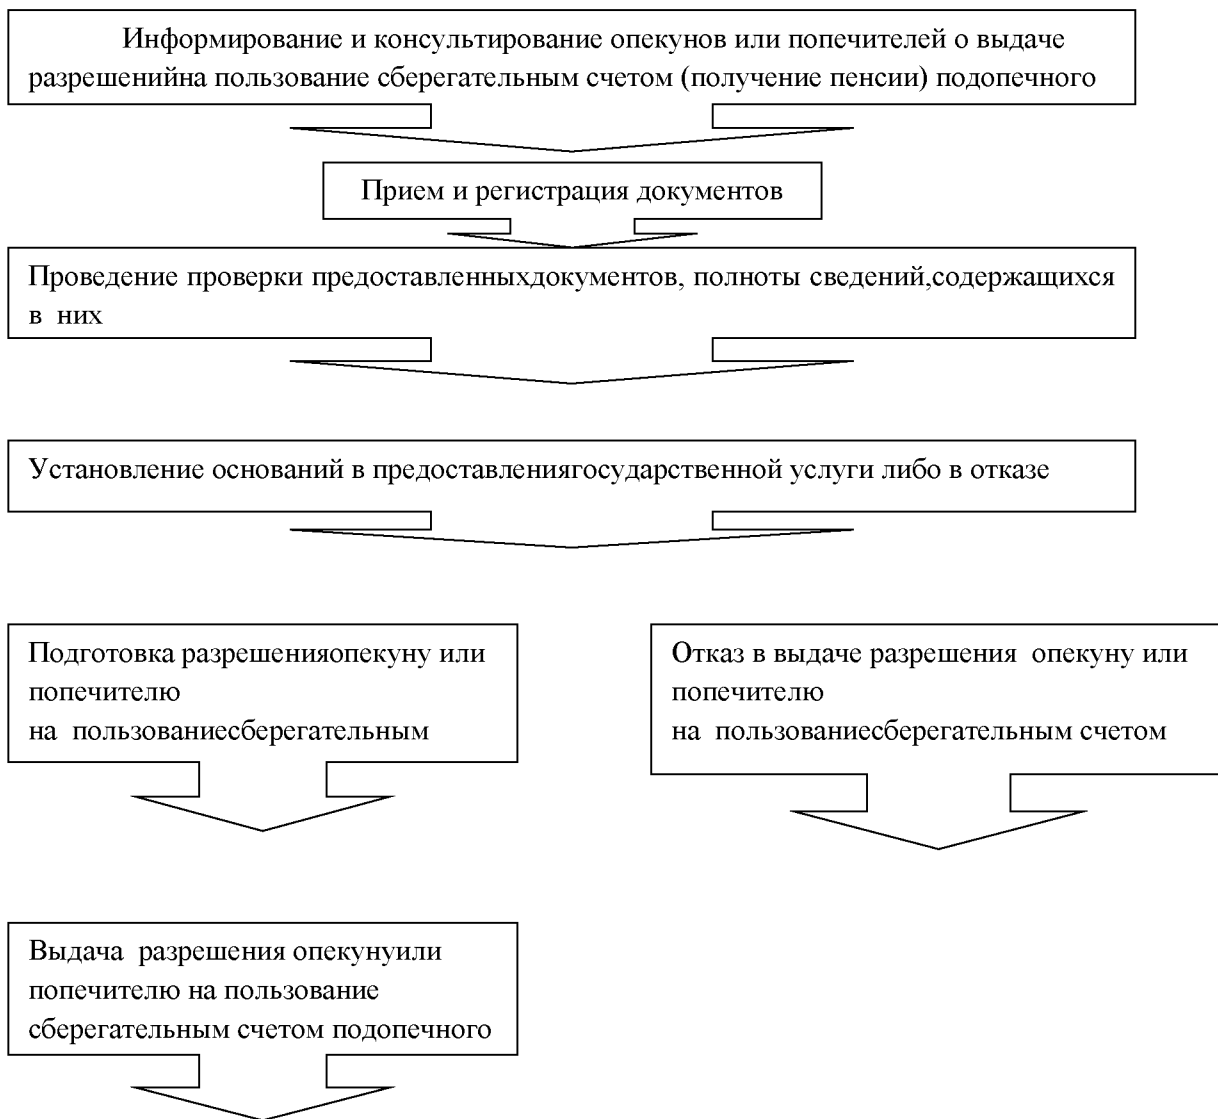 Информирование и консультирование опекунов или попечителей о выдаче
разрешенийна пользование сберегательным счетом (получение пенсии) подопечного
Прием и регистрация документов
Проведение проверки предоставленныхдокументов, полноты сведений,содержащихся
в них
Установление оснований в предоставлениягосударственной услуги либо в отказе
Подготовка разрешенияопекуну или
попечителю
на пользованиесберегательным
Отказ в выдаче разрешения опекуну или
попечителю
на пользованиесберегательным счетом
Выдача разрешения опекунуили
попечителю на пользование
сберегательным счетом подопечного